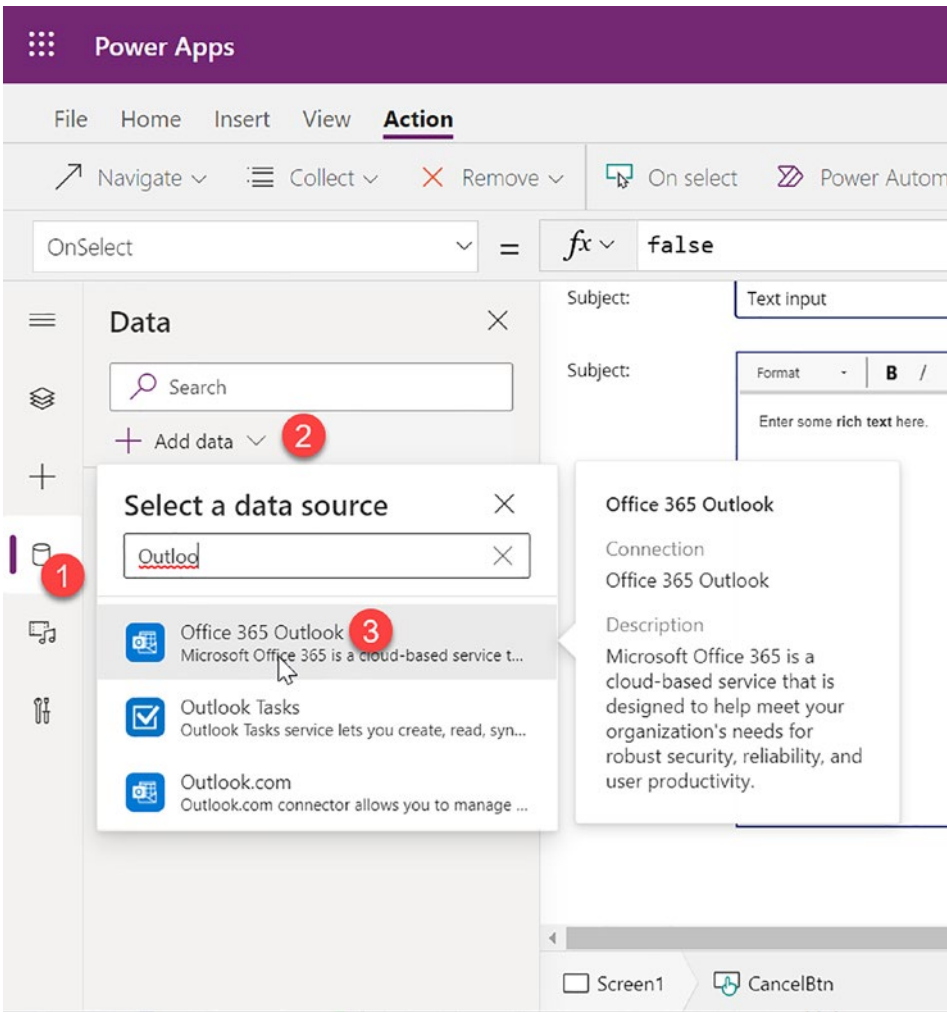 Power Apps
File Home Insert View Action
Navigate Collect Remove On select Power Autom
OnSelect = fx false
Data
Search
Add data 2
Select a data source
Outloo
1
Office 365 Outlook 3
Microsoft Office 365 is a cloud-based service t...
Outlook Tasks
Outlook Tasks service lets you create, read, syn...
Outlook.com
Outlook.com connector allows you to manage ...
Subject: Text input
Subject: Format B /
Enter some rich text here.
Office 365 Outlook
Connection
Office 365 Outlook
Description
Microsoft Office 365 is a
cloud-based service that is
designed to help meet your
organization's needs for
robust security, reliability, and
user productivity.
Screen1 CancelBtn